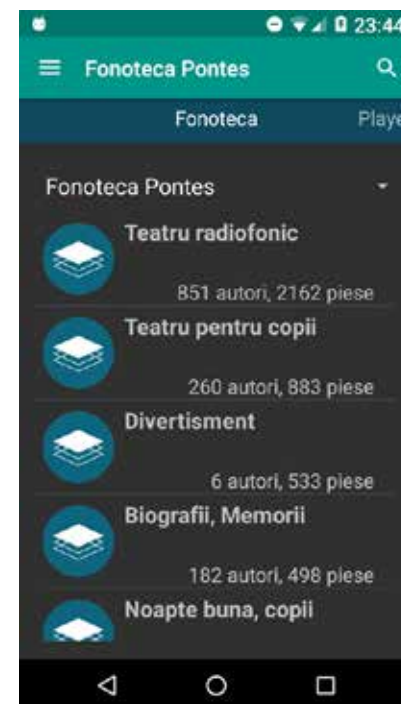 23:44
Fonoteca Pontes
Fonoteca Playe
Fonoteca Pontes
Teatru radiofonic
851 autori, 2162 piese
Teatru pentru copii
260 autori, 883 piese
Divertisment
6 autori, 533 piese
Biografii, Memorii
182 autori, 498 piese
Noapte buna, copii